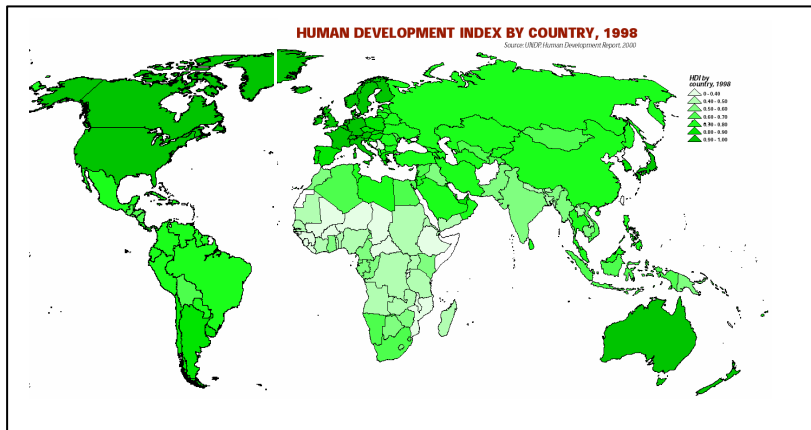 HUMAN DEVELOPMENT INDEX BY COUNTRY, 1998
Source: UNDP, Human Development Report, 2000
HDI by
country, 1998
0 - 0.40
0.40 - 0.50
0.50 - 0.60
0.60 - 0.70
0.70 - 0.80
0.80 - 0.90
0.90 - 1.00